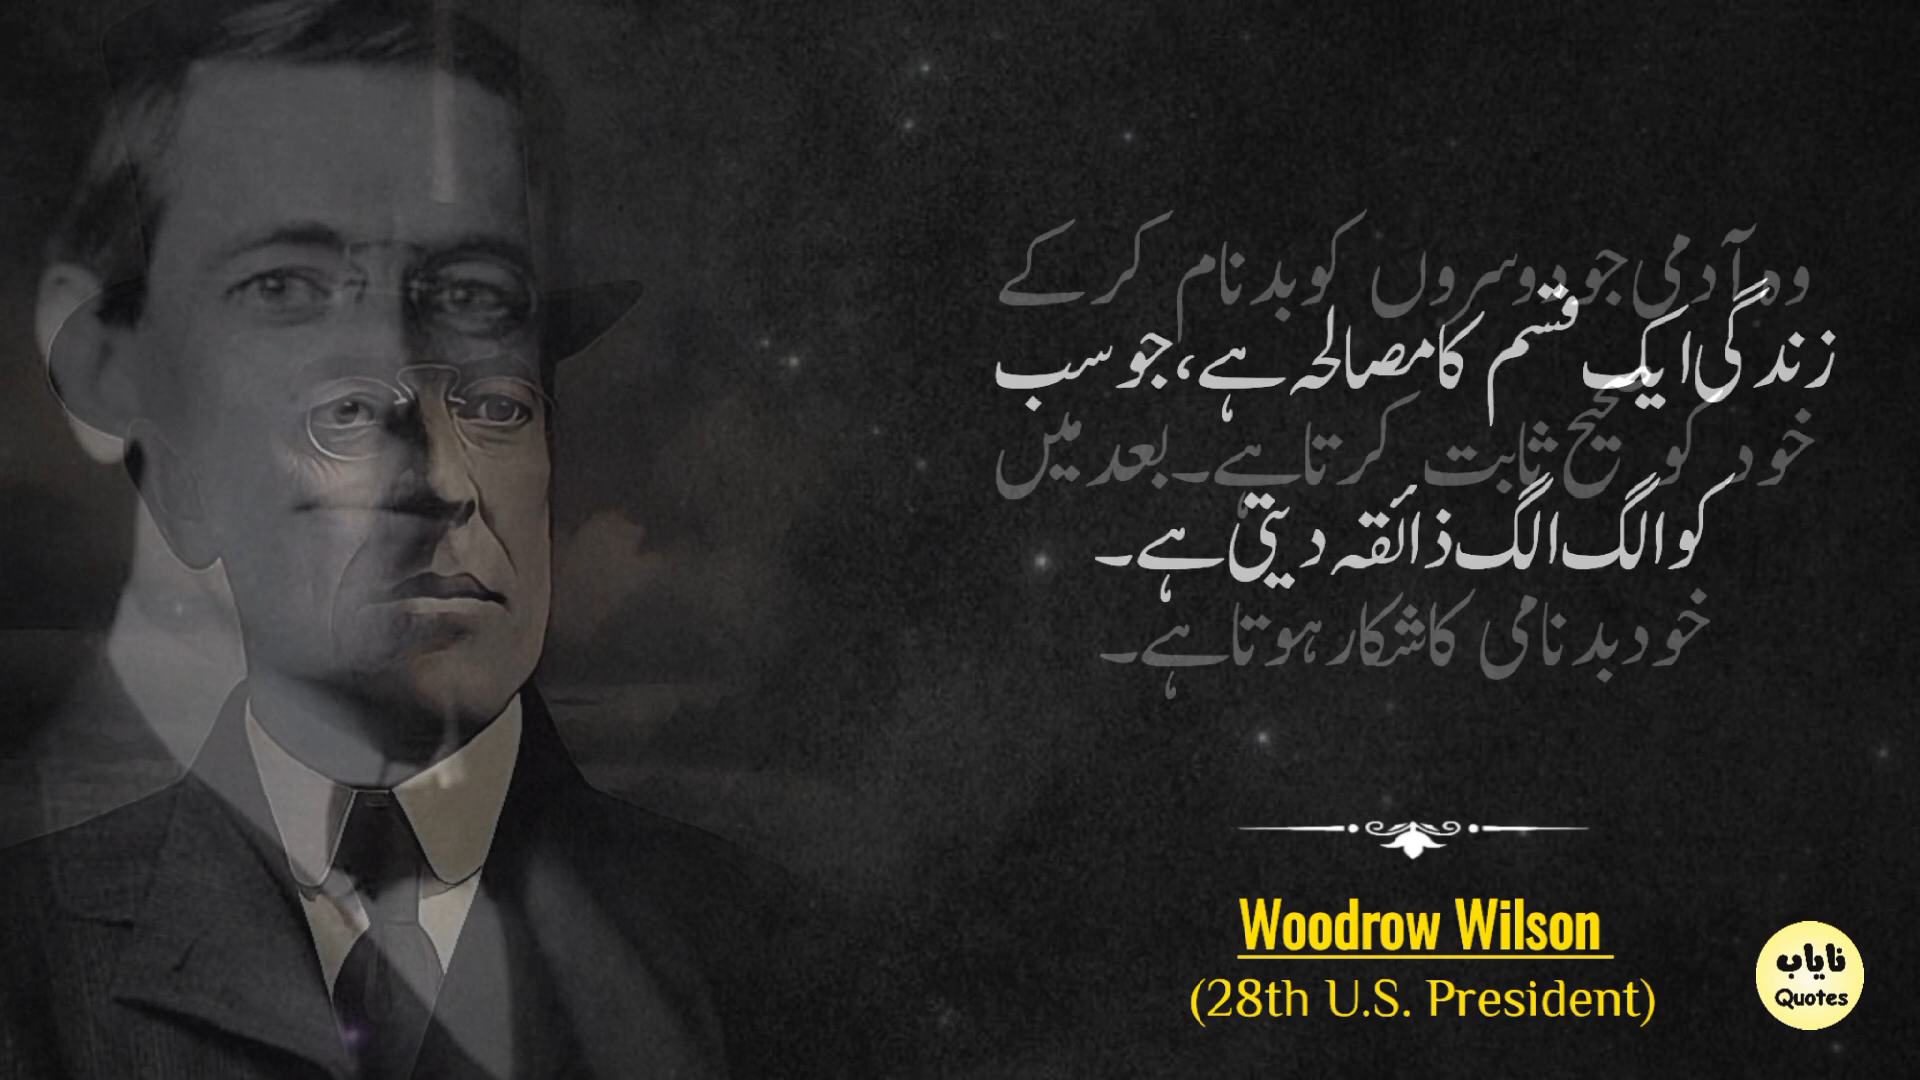 وہ آدمی جو دوسروں کو بدنام کر کے
زندگی ایک قسم کا مصالحہ ہے، جو سب
خود کو صحیح ثابت کرتا ہے۔ بعد میں
کو الگ الگ ذائقہ دیتی ہے۔
خود بدنامی کا شکار ہوتا ہے۔
Woodrow Wilson
(28th U.S. President)
نایاب
Quotes